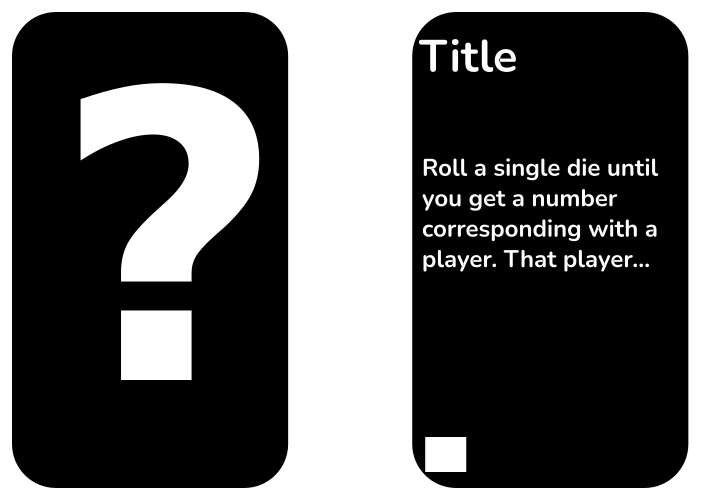 ?
Title
Roll a single die until
you get a number
corresponding with a
player. That player...